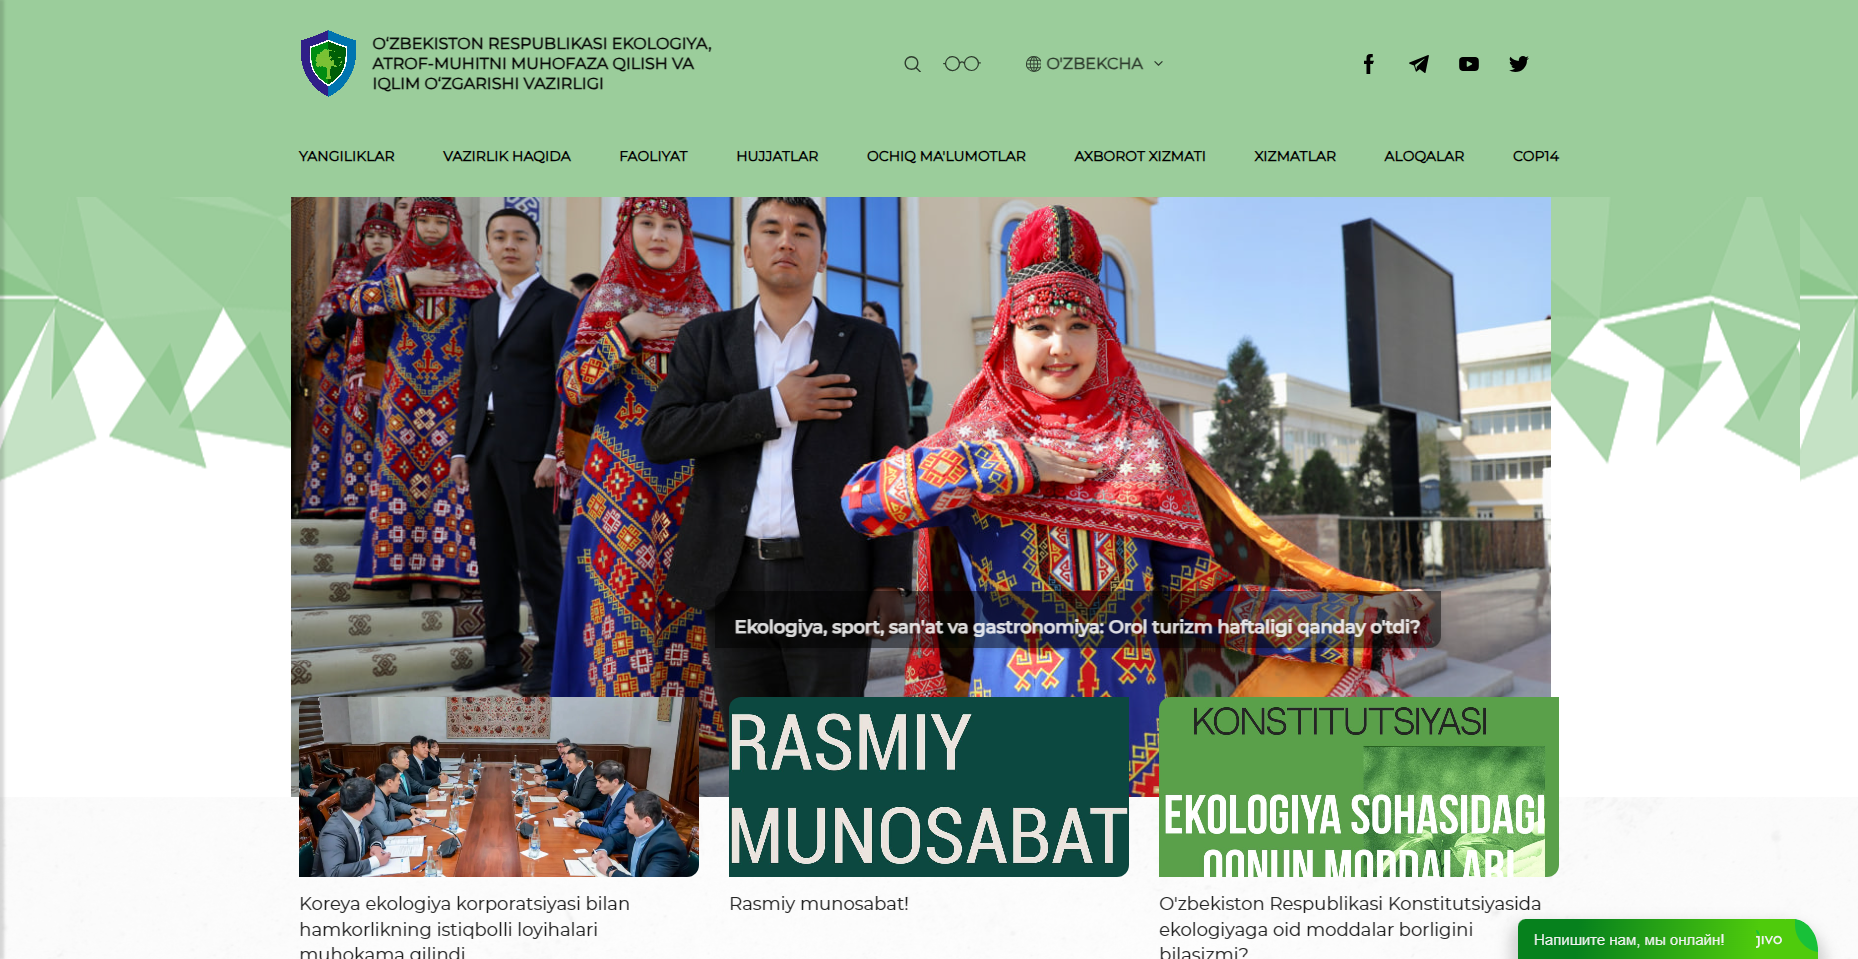 O‘ZBEKISTON RESPUBLIKASI EKOLOGIYA,
ATROF-MUHITNI MUHOFAZA QILISH VA
IQLIM O‘ZGARISHI VAZIRLIGI
O'ZBEKCHA
YANGILIKLAR
VAZIRLIK HAQIDA
FAOLIYAT
HUJJATLAR
OCHIQ MA'LUMOTLAR
AXBOROT XIZMATI
XIZMATLAR
ALOQALAR
COP14
Ekologiya, sport, san'at va gastronomiya: Orol turizm haftaligi qanday o'tdi?
RASMIY
MUNOSABAT
KONSTITUTSIYASI
EKOLOGIYA SOHASIDAGI
QONUN MODDALARI
Koreya ekologiya korporatsiyasi bilan
hamkorlikning istiqbolli loyihalari
muhokama qilindi
Rasmiy munosabat!
O'zbekiston Respublikasi Konstitutsiyasida
ekologiyaga oid moddalar borligini
bilasizmi?
Напишите нам, мы онлайн!
jivo